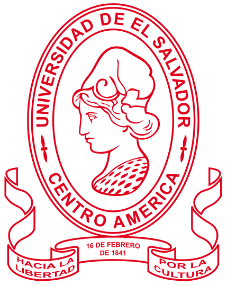 UNIVERSIDAD DE EL SALVADOR
CENTRO AMERICA
HACIA LA
LIBERTAD
16 DE FEBRERO
DE 1841
POR LA
CULTURA